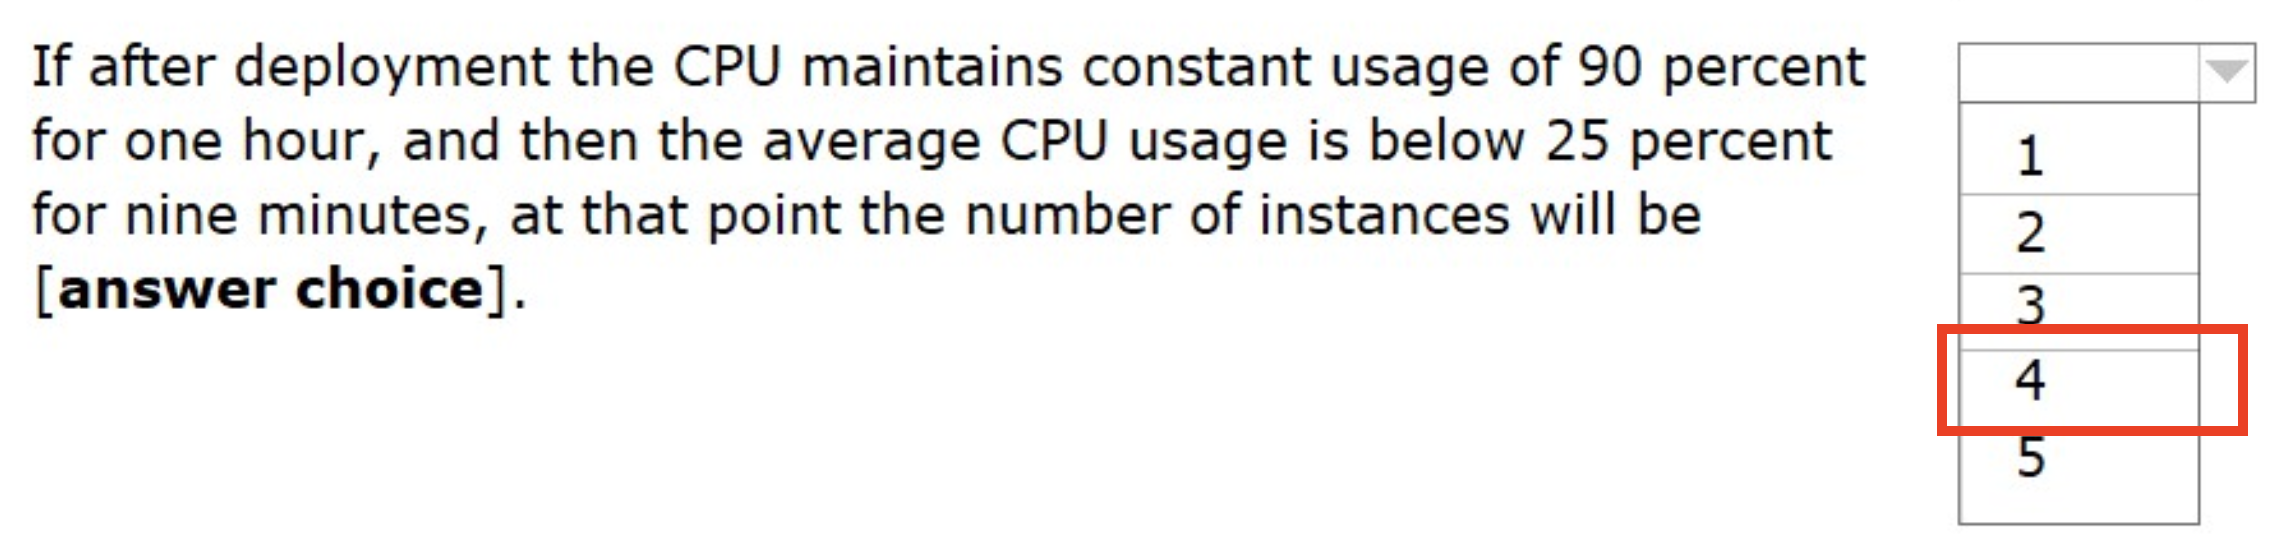 If after deployment the CPU maintains constant usage of 90 percent
for one hour, and then the average CPU usage is below 25 percent
for nine minutes, at that point the number of instances will be
[answer choice].
1
2
3
4
5